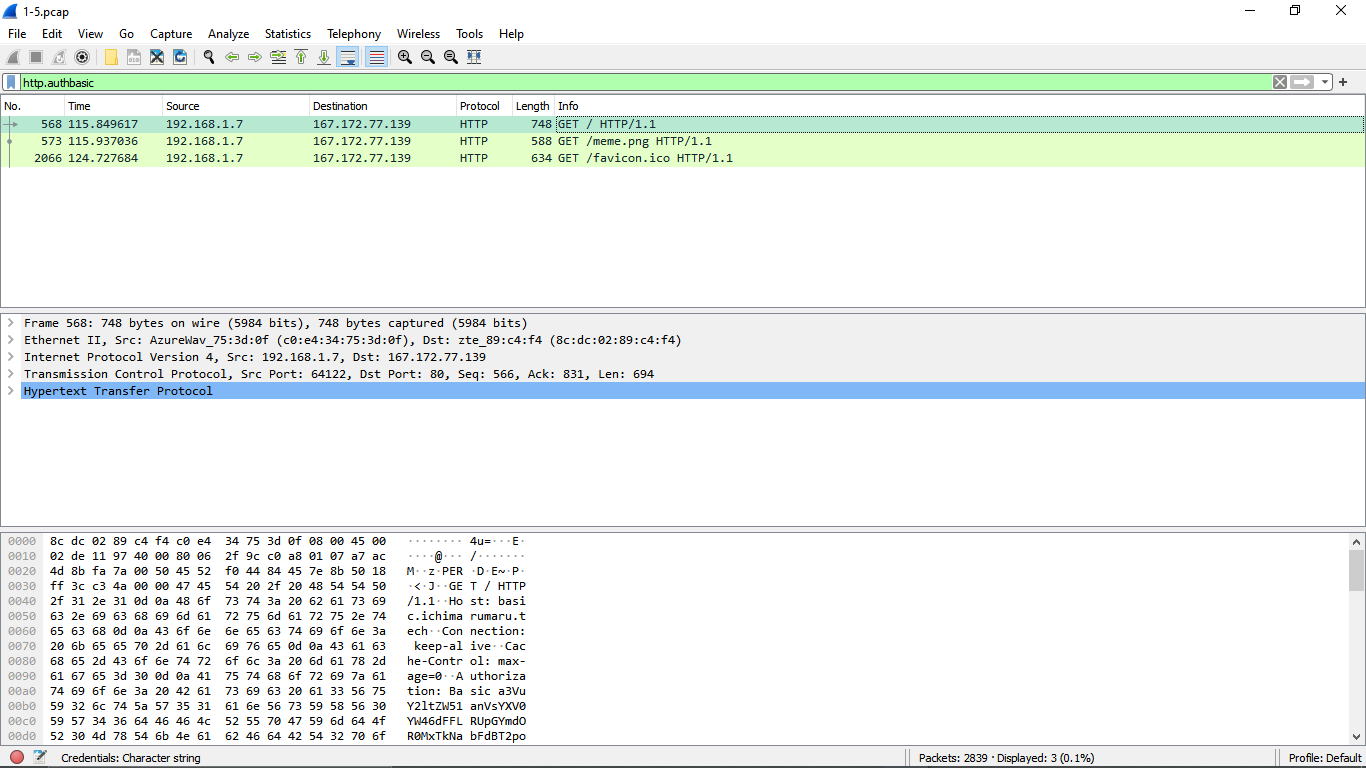 1-5.pcap
File Edit View Go Capture Analyze Statistics Telephony Wireless Tools Help
http.authbasic
No. Time Source Destination Protocol Length Info
568 115.849617 192.168.1.7 167.172.77.139 HTTP 748 GET / HTTP/1.1
573 115.937036 192.168.1.7 167.172.77.139 HTTP 588 GET /meme.png HTTP/1.1
2066 124.727684 192.168.1.7 167.172.77.139 HTTP 634 GET /favicon.ico HTTP/1.1
Frame 568: 748 bytes on wire (5984 bits), 748 bytes captured (5984 bits)
Ethernet II, Src: AzureWav_75:3d:0f (c0:e4:34:75:3d:0f), Dst: zte_89:c4:f4 (8c:dc:02:89:c4:f4)
Internet Protocol Version 4, Src: 192.168.1.7, Dst: 167.172.77.139
Transmission Control Protocol, Src Port: 64122, Dst Port: 80, Seq: 566, Ack: 831, Len: 694
Hypertext Transfer Protocol
0000 8c dc 02 89 c4 f4 c0 e4 34 75 3d 0f 08 00 45 00 ········ 4u=···E·
0010 02 de 11 97 40 00 80 06 2f 9c c0 a8 01 07 a7 ac ····@··· /·······
0020 4d 8b fa 7a 00 50 45 52 f0 44 84 45 7e 8b 50 18 M··z·PER ·D·E~·P·
0030 ff 3c c3 4a 00 00 47 45 54 20 2f 20 48 54 54 50 ·<·J··GE T / HTTP
0040 2f 31 2e 31 0d 0a 48 6f 73 74 3a 20 62 61 73 69 /1.1··Ho st: basi
0050 63 2e 69 63 68 69 6d 61 72 75 6d 61 72 75 2e 74 c.ichima rumaru.t
0060 65 63 68 0d 0a 43 6f 6e 6e 65 63 74 69 6f 6e 3a ech··Con nection:
0070 20 6b 65 65 70 2d 61 6c 69 76 65 0d 0a 43 61 63 keep-al ive··Cac
0080 68 65 2d 43 6f 6e 74 72 6f 6c 3a 20 6d 61 78 2d he-Contr ol: max-
0090 61 67 65 3d 30 0d 0a 41 75 74 68 6f 72 69 7a 61 age=0··A uthoriza
00a0 74 69 6f 6e 3a 20 42 61 73 69 63 20 61 33 56 75 tion: Ba sic a3Vu
00b0 59 32 6c 74 5a 57 35 31 61 6e 56 73 59 58 56 30 Y2ltZW51 anVsYXV0
00c0 59 57 34 36 64 46 46 4c 52 55 70 47 59 6d 64 4f YW46dFFL RUpGYmdO
00d0 52 30 4d 78 54 6b 4e 61 62 46 64 42 54 32 70 6f R0MxTkNa bFdBT2po
Credentials: Character string
Packets: 2839 · Displayed: 3 (0.1%)
Profile: Default